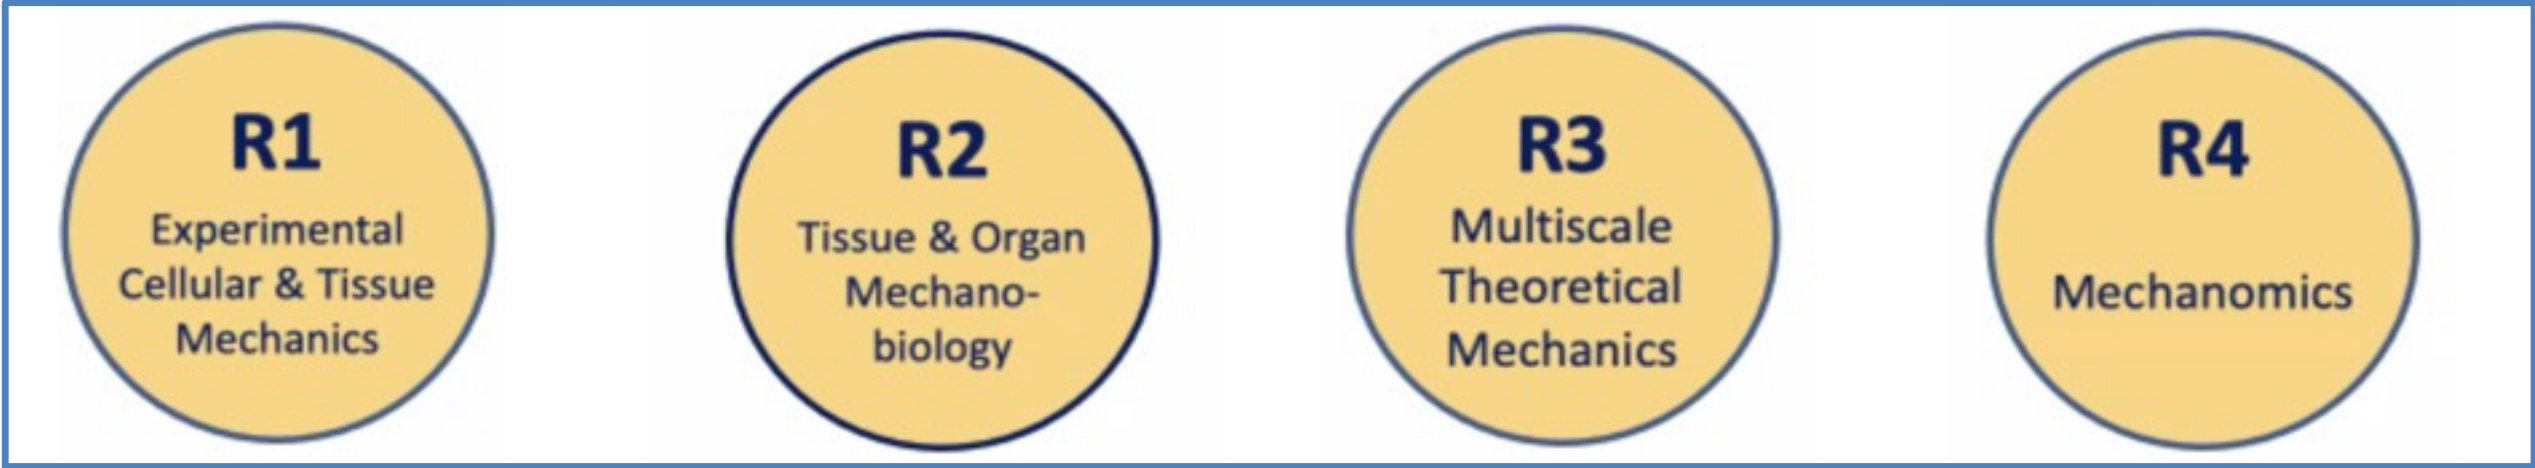 R1
Experimental
Cellular & Tissue
Mechanics
R2
Tissue & Organ
Mechano-
biology
R3
Multiscale
Theoretical
Mechanics
R4
Mechanomics